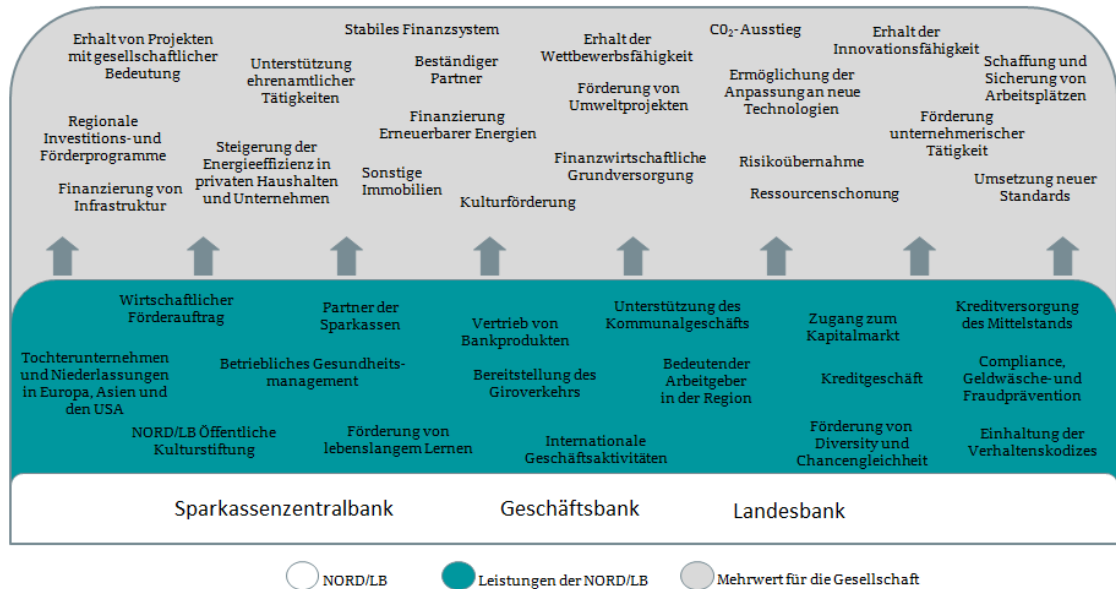 Erhalt von Projekten
mit gesellschaftlicher
Bedeutung
Unterstützung
ehrenamtlicher
Tätigkeiten
Stabiles Finanzsystem
Beständiger
Partner
Erhalt der
Wettbewerbsfähigkeit
CO₂-Ausstieg
Erhalt der
Innovationsfähigkeit
Schaffung und
Sicherung von
Arbeitsplätzen
Förderung von
Umweltprojekten
Ermöglichung der
Anpassung an neue
Technologien
Regionale
Investitions- und
Förderprogramme
Finanzierung
Erneuerbarer Energien
Förderung
unternehmerischer
Tätigkeit
Steigerung der
Energieeffizienz in
privaten Haushalten
und Unternehmen
Sonstige
Immobilien
Finanzwirtschaftliche
Grundversorgung
Risikoübernahme
Finanzierung von
Infrastruktur
Kulturförderung
Ressourcenschonung
Umsetzung neuer
Standards
Wirtschaftlicher
Förderauftrag
Partner der
Sparkassen
Vertrieb von
Bankprodukten
Unterstützung des
Kommunalgeschäfts
Zugang zum
Kapitalmarkt
Kreditversorgung
des Mittelstands
Tochterunternehmen
und Niederlassungen
in Europa, Asien und
den USA
Betriebliches Gesundheits-
management
Bereitstellung des
Giroverkehrs
Bedeutender
Arbeitgeber
in der Region
Kreditgeschäft
Compliance,
Geldwäsche- und
Fraudprävention
NORD/LB Öffentliche
Kulturstiftung
Förderung von
lebenslangem Lernen
Internationale
Geschäftsaktivitäten
Förderung von
Diversity und
Chancengleichheit
Einhaltung der
Verhaltenskodizes
Sparkassenzentralbank
Geschäftsbank
Landesbank
NORD/LB
Leistungen der NORD/LB
Mehrwert für die Gesellschaft